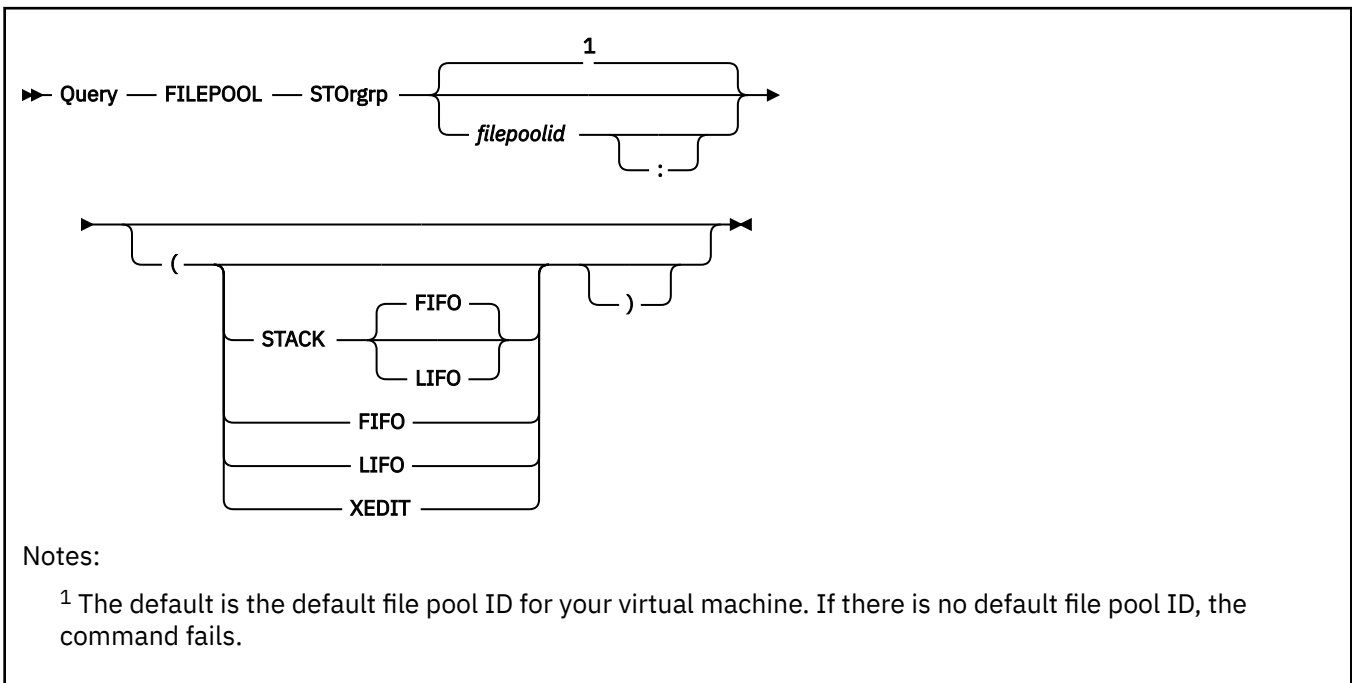 1
Query FILEPOOL STOrgrp
filepoolid
:
(
FIFO
)
STACK
LIFO
FIFO
LIFO
XEDIT
Notes:
1 The default is the default file pool ID for your virtual machine. If there is no default file pool ID, the
command fails.